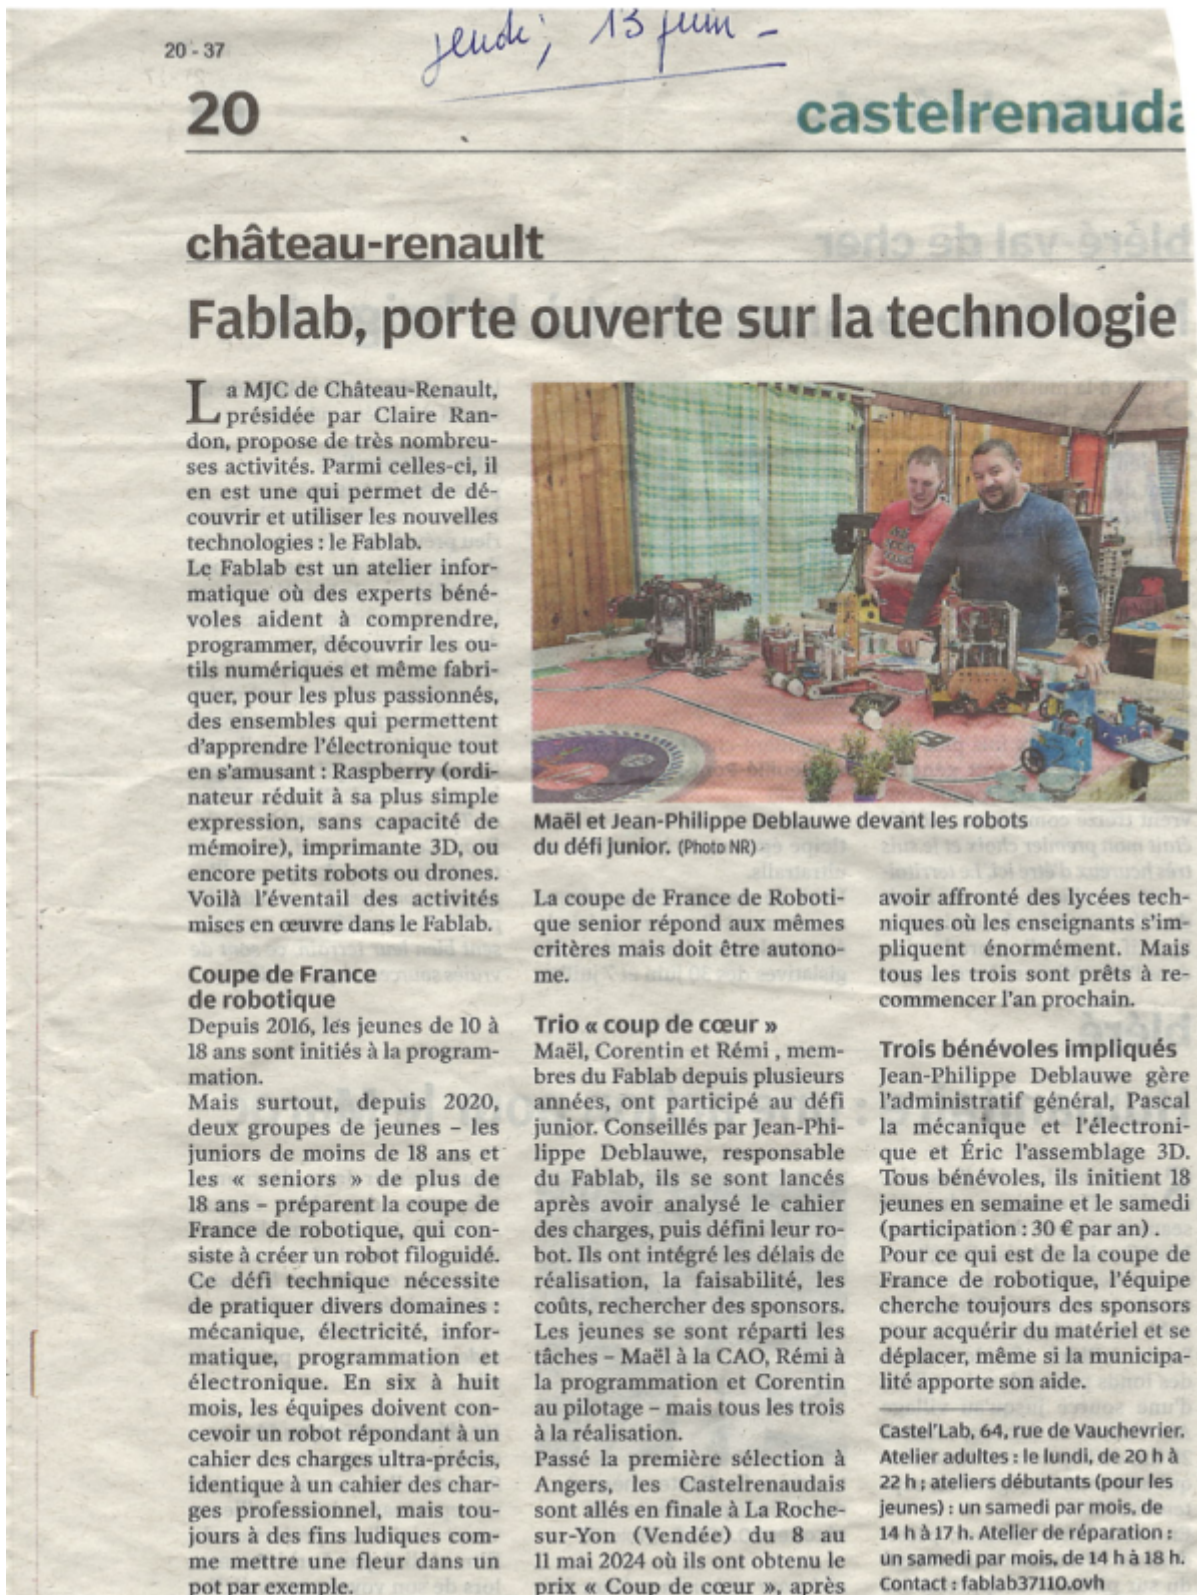 jeudi, 13 juin -
20 - 37
20
castelrenauda
château-renault
Fablab, porte ouverte sur la technologie
La MJC de Château-Renault,
présidée par Claire Ran-
don, propose de très nombreu-
ses activités. Parmi celles-ci, il
en est une qui permet de dé-
couvrir et utiliser les nouvelles
technologies : le Fablab.
Le Fablab est un atelier infor-
matique où des experts béné-
voles aident à comprendre,
programmer, découvrir les ou-
tils numériques et même fabri-
quer, pour les plus passionnés,
des ensembles qui permettent
d'apprendre l'électronique tout
en s'amusant : Raspberry (ordi-
nateur réduit à sa plus simple
expression, sans capacité de
mémoire), imprimante 3D, ou
encore petits robots ou drones.
Voilà l'éventail des activités
mises en œuvre dans le Fablab.
Coupe de France
de robotique
Depuis 2016, les jeunes de 10 à
18 ans sont initiés à la program-
mation.
Mais surtout, depuis 2020,
deux groupes de jeunes – les
juniors de moins de 18 ans et
les « seniors » de plus de
18 ans – préparent la coupe de
France de robotique, qui con-
siste à créer un robot filoguidé.
Ce défi technique nécessite
de pratiquer divers domaines :
mécanique, électricité, infor-
matique, programmation et
électronique. En six à huit
mois, les équipes doivent con-
cevoir un robot répondant à un
cahier des charges ultra-précis,
identique à un cahier des char-
ges professionnel, mais tou-
jours à des fins ludiques com-
me mettre une fleur dans un
pot par exemple.
Maël et Jean-Philippe Deblauwe devant les robots
du défi junior. (Photo NR)
La coupe de France de Roboti-
que senior répond aux mêmes
critères mais doit être autono-
me.
Trio « coup de cœur »
Maël, Corentin et Rémi , mem-
bres du Fablab depuis plusieurs
années, ont participé au défi
junior. Conseillés par Jean-Phi-
lippe Deblauwe, responsable
du Fablab, ils se sont lancés
après avoir analysé le cahier
des charges, puis défini leur ro-
bot. Ils ont intégré les délais de
réalisation, la faisabilité, les
coûts, rechercher des sponsors.
Les jeunes se sont réparti les
tâches – Maël à la CAO, Rémi à
la programmation et Corentin
au pilotage – mais tous les trois
à la réalisation.
Passé la première sélection à
Angers, les Castelrenaudais
sont allés en finale à La Roche-
sur-Yon (Vendée) du 8 au
11 mai 2024 où ils ont obtenu le
prix « Coup de cœur », après
avoir affronté des lycées tech-
niques où les enseignants s'im-
pliquent énormément. Mais
tous les trois sont prêts à re-
commencer l'an prochain.
Trois bénévoles impliqués
Jean-Philippe Deblauwe gère
l'administratif général, Pascal
la mécanique et l'électroni-
que et Éric l'assemblage 3D.
Tous bénévoles, ils initient 18
jeunes en semaine et le samedi
(participation : 30 € par an) .
Pour ce qui est de la coupe de
France de robotique, l'équipe
cherche toujours des sponsors
pour acquérir du matériel et se
déplacer, même si la municipa-
lité apporte son aide.
Castel'Lab, 64, rue de Vauchevrier.
Atelier adultes : le lundi, de 20 h à
22 h ; ateliers débutants (pour les
jeunes) : un samedi par mois, de
14 h à 17 h. Atelier de réparation :
un samedi par mois, de 14 h à 18 h.
Contact : fablab37110.ovh